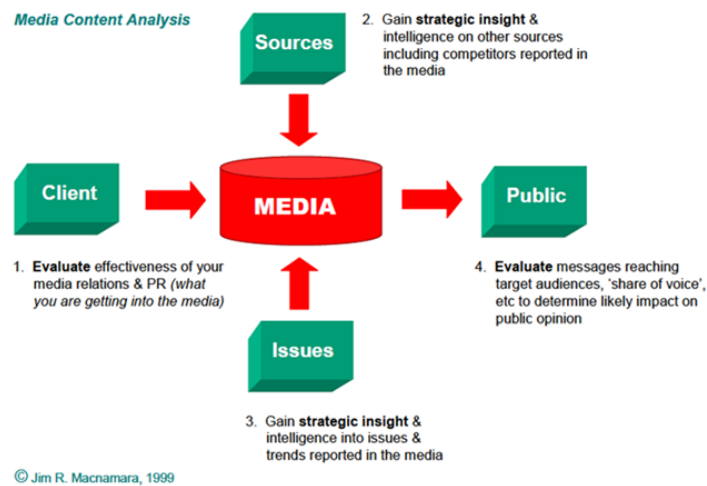 Media Content Analysis
Sources
2. Gain strategic insight &
intelligence on other sources
including competitors reported in
the media
Client
MEDIA
Public
1. Evaluate effectiveness of your
media relations & PR (what
you are getting into the media)
4. Evaluate messages reaching
target audiences, 'share of voice',
etc to determine likely impact on
public opinion
Issues
3. Gain strategic insight &
intelligence into issues &
trends reported in the media
© Jim R. Macnamara, 1999